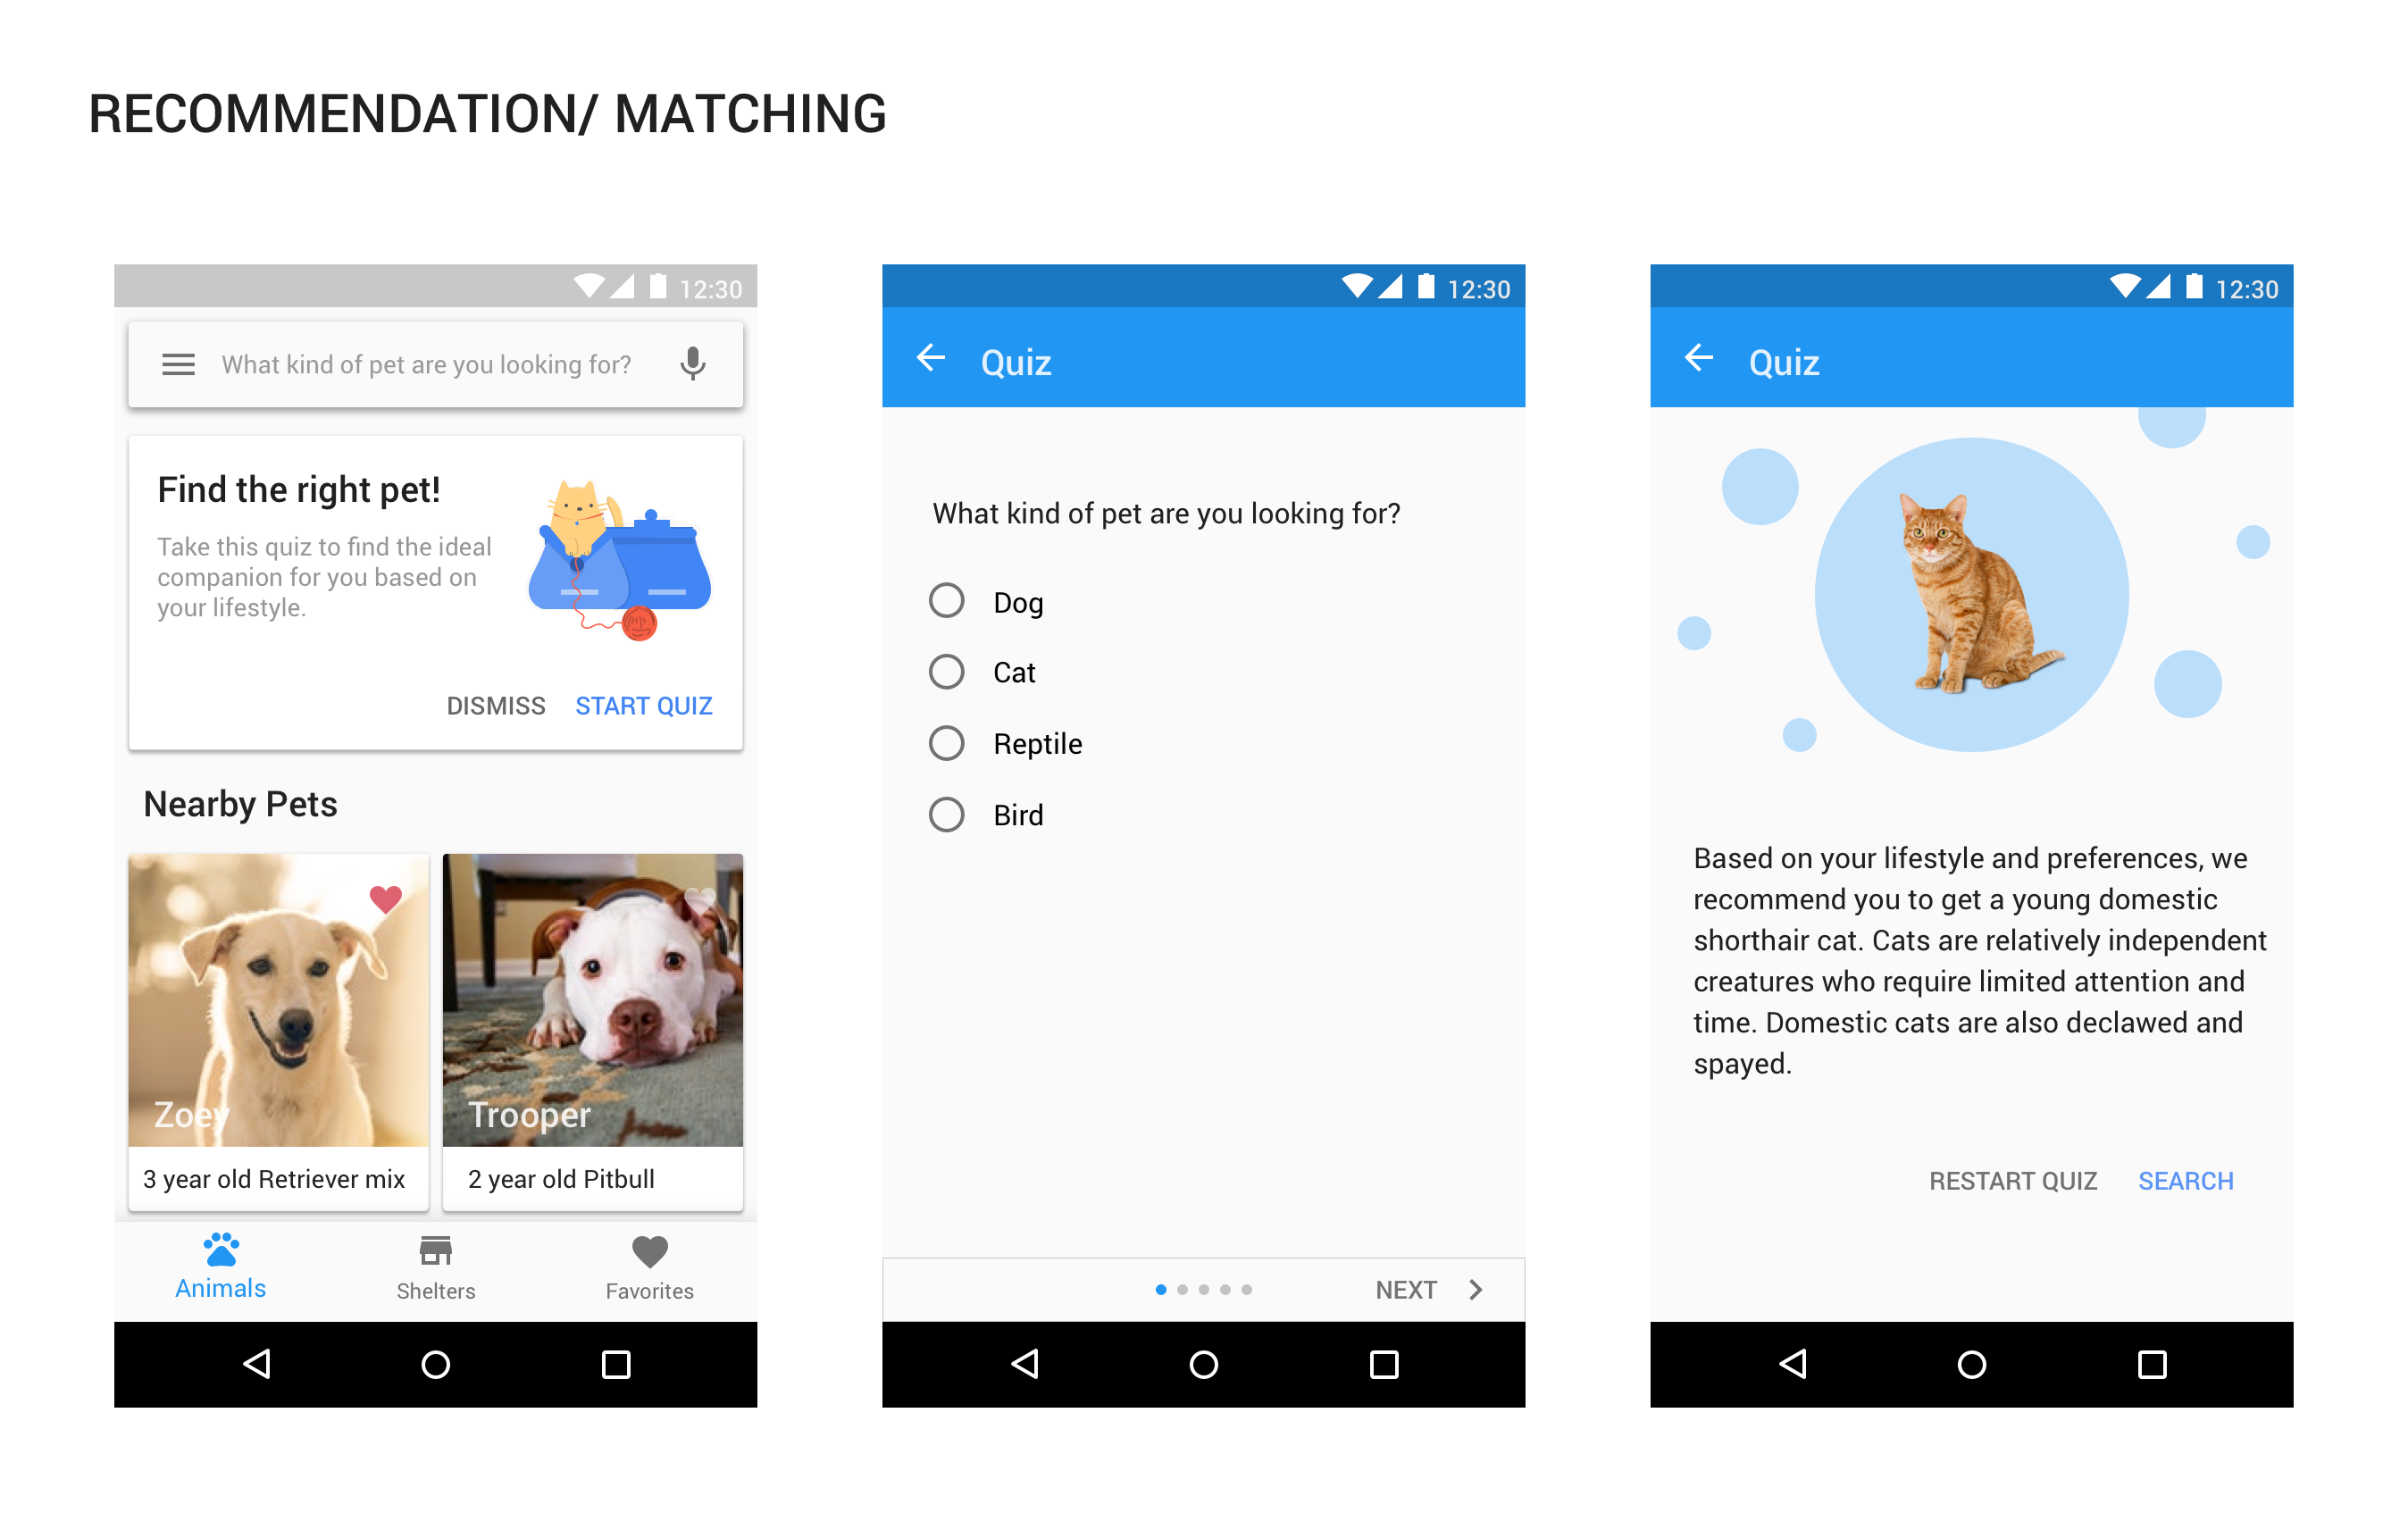 RECOMMENDATION/ MATCHING
12:30
What kind of pet are you looking for?
Find the right pet!
Take this quiz to find the ideal
companion for you based on
your lifestyle.
DISMISS START QUIZ
Nearby Pets
Zoey
3 year old Retriever mix
Trooper
2 year old Pitbull
Animals
Shelters
Favorites
12:30
Quiz
What kind of pet are you looking for?
Dog
Cat
Reptile
Bird
NEXT
12:30
Quiz
Based on your lifestyle and preferences, we
recommend you to get a young domestic
shorthair cat. Cats are relatively independent
creatures who require limited attention and
time. Domestic cats are also declawed and
spayed.
RESTART QUIZ SEARCH